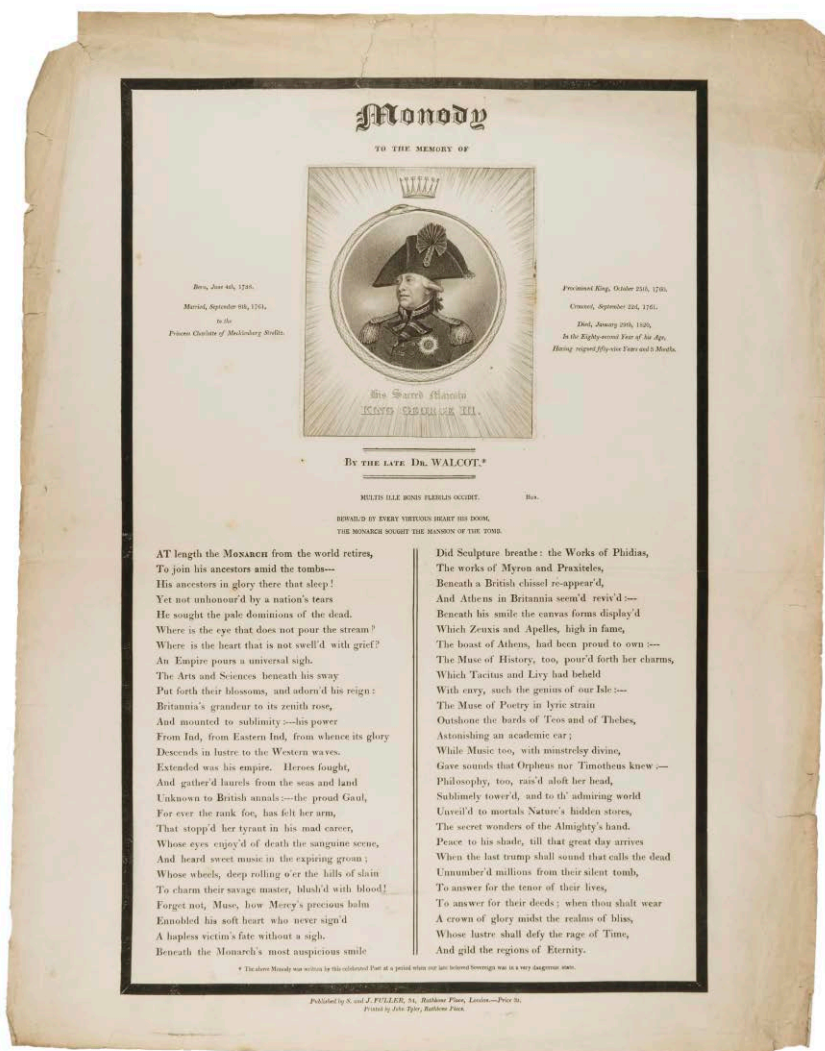 Monody
TO THE MEMORY OF
Born, June 4th, 1738.
Married, September 8th, 1761,
to the
Princess Charlotte of Mecklenburg Strelitz.
Proclaimed King, October 25th, 1760.
Crowned, September 22d, 1761.
Died, January 29th, 1820,
In the Eighty-second Year of his Age,
Having reigned fifty-nine Years and 3 Months.
His Sacred Majesty
KING GEORGE III.
BY THE LATE DR. WALCOT.*
MULTIS ILLE BONIS FLEBILIS OCCIDIT. HOR.
BEWAIL'D BY EVERY VIRTUOUS HEART HIS DOOM,
THE MONARCH SOUGHT THE MANSION OF THE TOMB.
AT length the MONARCH from the world retires,
To join his ancestors amid the tombs---
His ancestors in glory there that sleep!
Yet not unhonour'd by a nation's tears
He sought the pale dominions of the dead.
Where is the eye that does not pour the stream?
Where is the heart that is not swell'd with grief?
An Empire pours a universal sigh.
The Arts and Sciences beneath his sway
Put forth their blossoms, and adorn'd his reign:
Britannia's grandeur to its zenith rose,
And mounted to sublimity:—his power
From Ind, from Eastern Ind, from whence its glory
Descends in lustre to the Western waves.
Extended was his empire. Heroes fought,
And gather'd laurels from the seas and land
Unknown to British annals:—the proud Gaul,
For ever the rank foe, has felt her arm,
That stopp'd her tyrant in his mad career,
Whose eyes enjoy'd of death the sanguine scene,
And heard sweet music in the expiring groan;
Whose wheels, deep rolling o'er the hills of slain
To charm their savage master, blush'd with blood!
Forget not, Muse, how Mercy's precious balm
Ennobled his soft heart who never sign'd
A hapless victim's fate without a sigh.
Beneath the Monarch's most auspicious smile
Did Sculpture breathe: the Works of Phidias,
The works of Myron and Praxiteles,
Beneath a British chissel re-appear'd,
And Athens in Britannia seem'd reviv'd:—
Beneath his smile the canvas forms display'd
Which Zeuxis and Apelles, high in fame,
The boast of Athens, had been proud to own:—
The Muse of History, too, pour'd forth her charms,
Which Tacitus and Livy had beheld
With envy, such the genius of our Isle:—
The Muse of Poetry in lyric strain
Outshone the bards of Teos and of Thebes,
Astonishing an academic ear;
While Music too, with minstrelsy divine,
Gave sounds that Orpheus nor Timotheus knew:—
Philosophy, too, rais'd aloft her head,
Sublimely tower'd, and to th' admiring world
Unveil'd to mortals Nature's hidden stores,
The secret wonders of the Almighty's hand.
Peace to his shade, till that great day arrives
When the last trump shall sound that calls the dead
Unnumber'd millions from their silent tomb,
To answer for the tenor of their lives,
To answer for their deeds; when thou shalt wear
A crown of glory midst the realms of bliss,
Whose lustre shall defy the rage of Time,
And gild the regions of Eternity.
* The above Monody was written by this celebrated Poet at a period when our late beloved Sovereign was in a very dangerous state.
Published by S. and J. FULLER, 34, Rathbone Place, London.—Price 2s.
Printed by John Tyler, Rathbone Place.